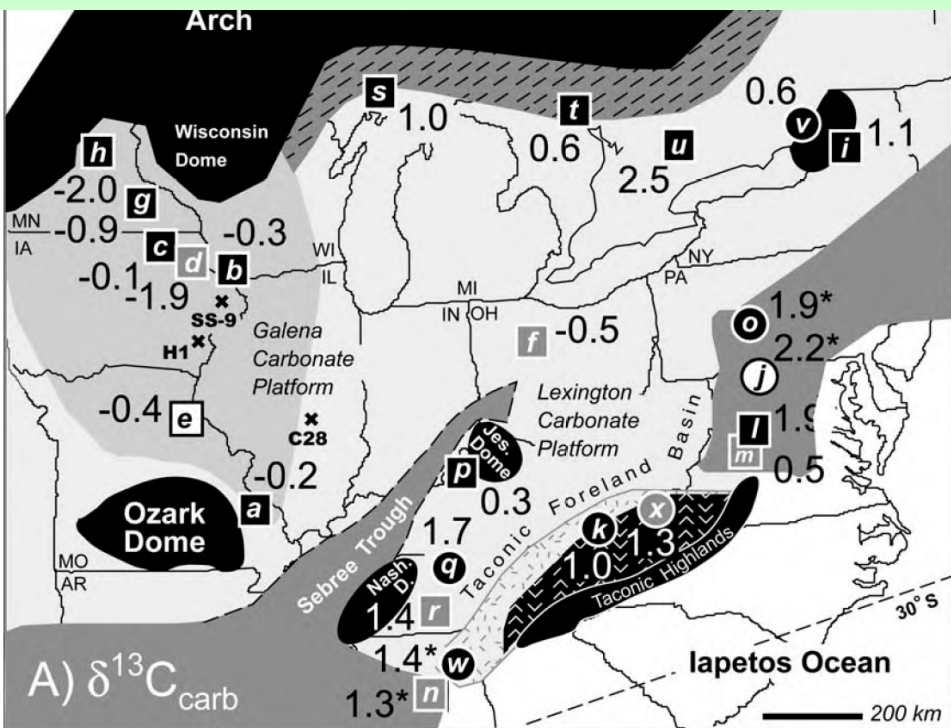 Arch
s
1.0
t
0.6
0.6
v
i
1.1
u
2.5
Wisconsin
Dome
h
-2.0
g
MN
IA
-0.9
c
d
b
-0.3
WI
IL
-0.1
-1.9
SS-9
H1
Galena
Carbonate
Platform
MI
IN
OH
NY
PA
f
-0.5
o
1.9*
2.2*
j
l
1.9
m
0.5
-0.4
e
C28
Lexington
Carbonate
Platform
Jes.
Dome
p
0.3
-0.2
a
Ozark
Dome
MO
AR
Sebree Trough
Taconic Foreland Basin
1.7
q
Nash.
D.
1.4
r
k
1.0
x
1.3
Taconic Highlands
1.4*
w
1.3*
n
30° S
Iapetos Ocean
A) δ13Ccarb
200 km